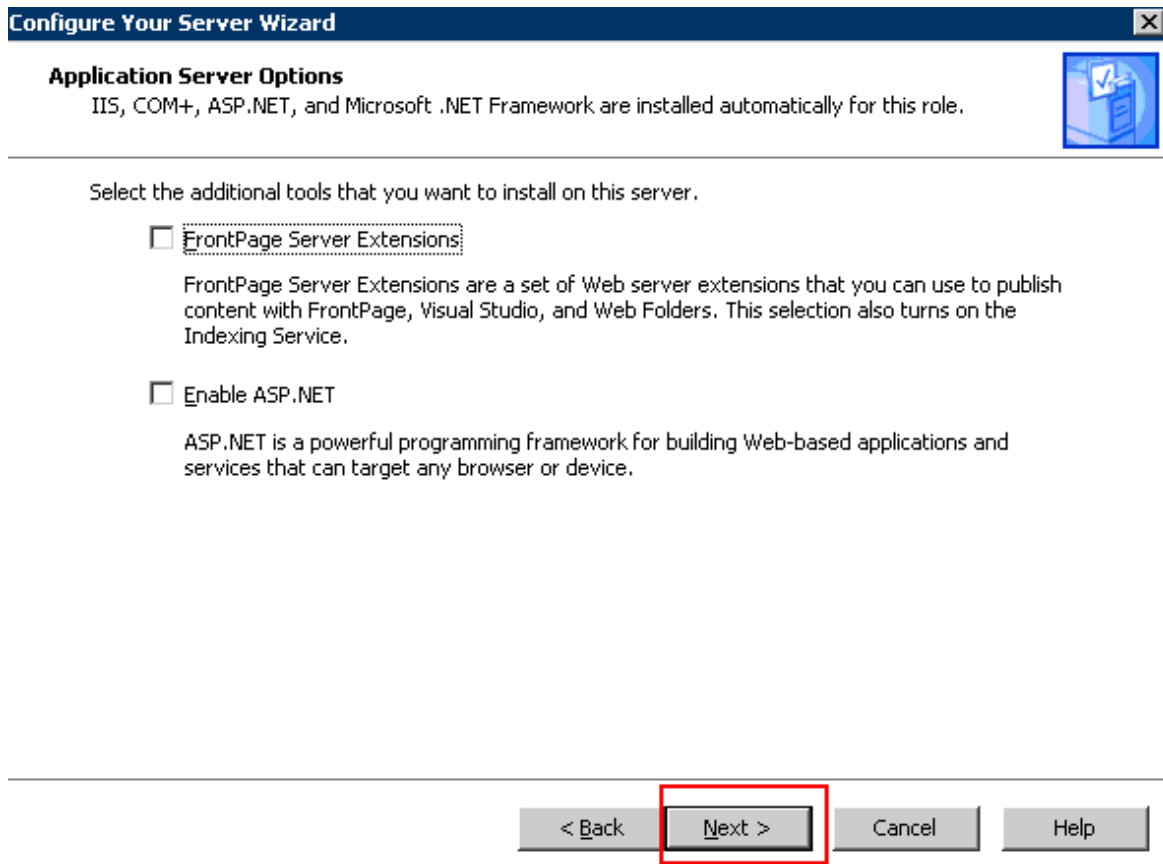 Configure Your Server Wizard
Application Server Options
IIS, COM+, ASP.NET, and Microsoft .NET Framework are installed automatically for this role.
Select the additional tools that you want to install on this server.
FrontPage Server Extensions
FrontPage Server Extensions are a set of Web server extensions that you can use to publish
content with FrontPage, Visual Studio, and Web Folders. This selection also turns on the
Indexing Service.
Enable ASP.NET
ASP.NET is a powerful programming framework for building Web-based applications and
services that can target any browser or device.
< Back Next > Cancel Help